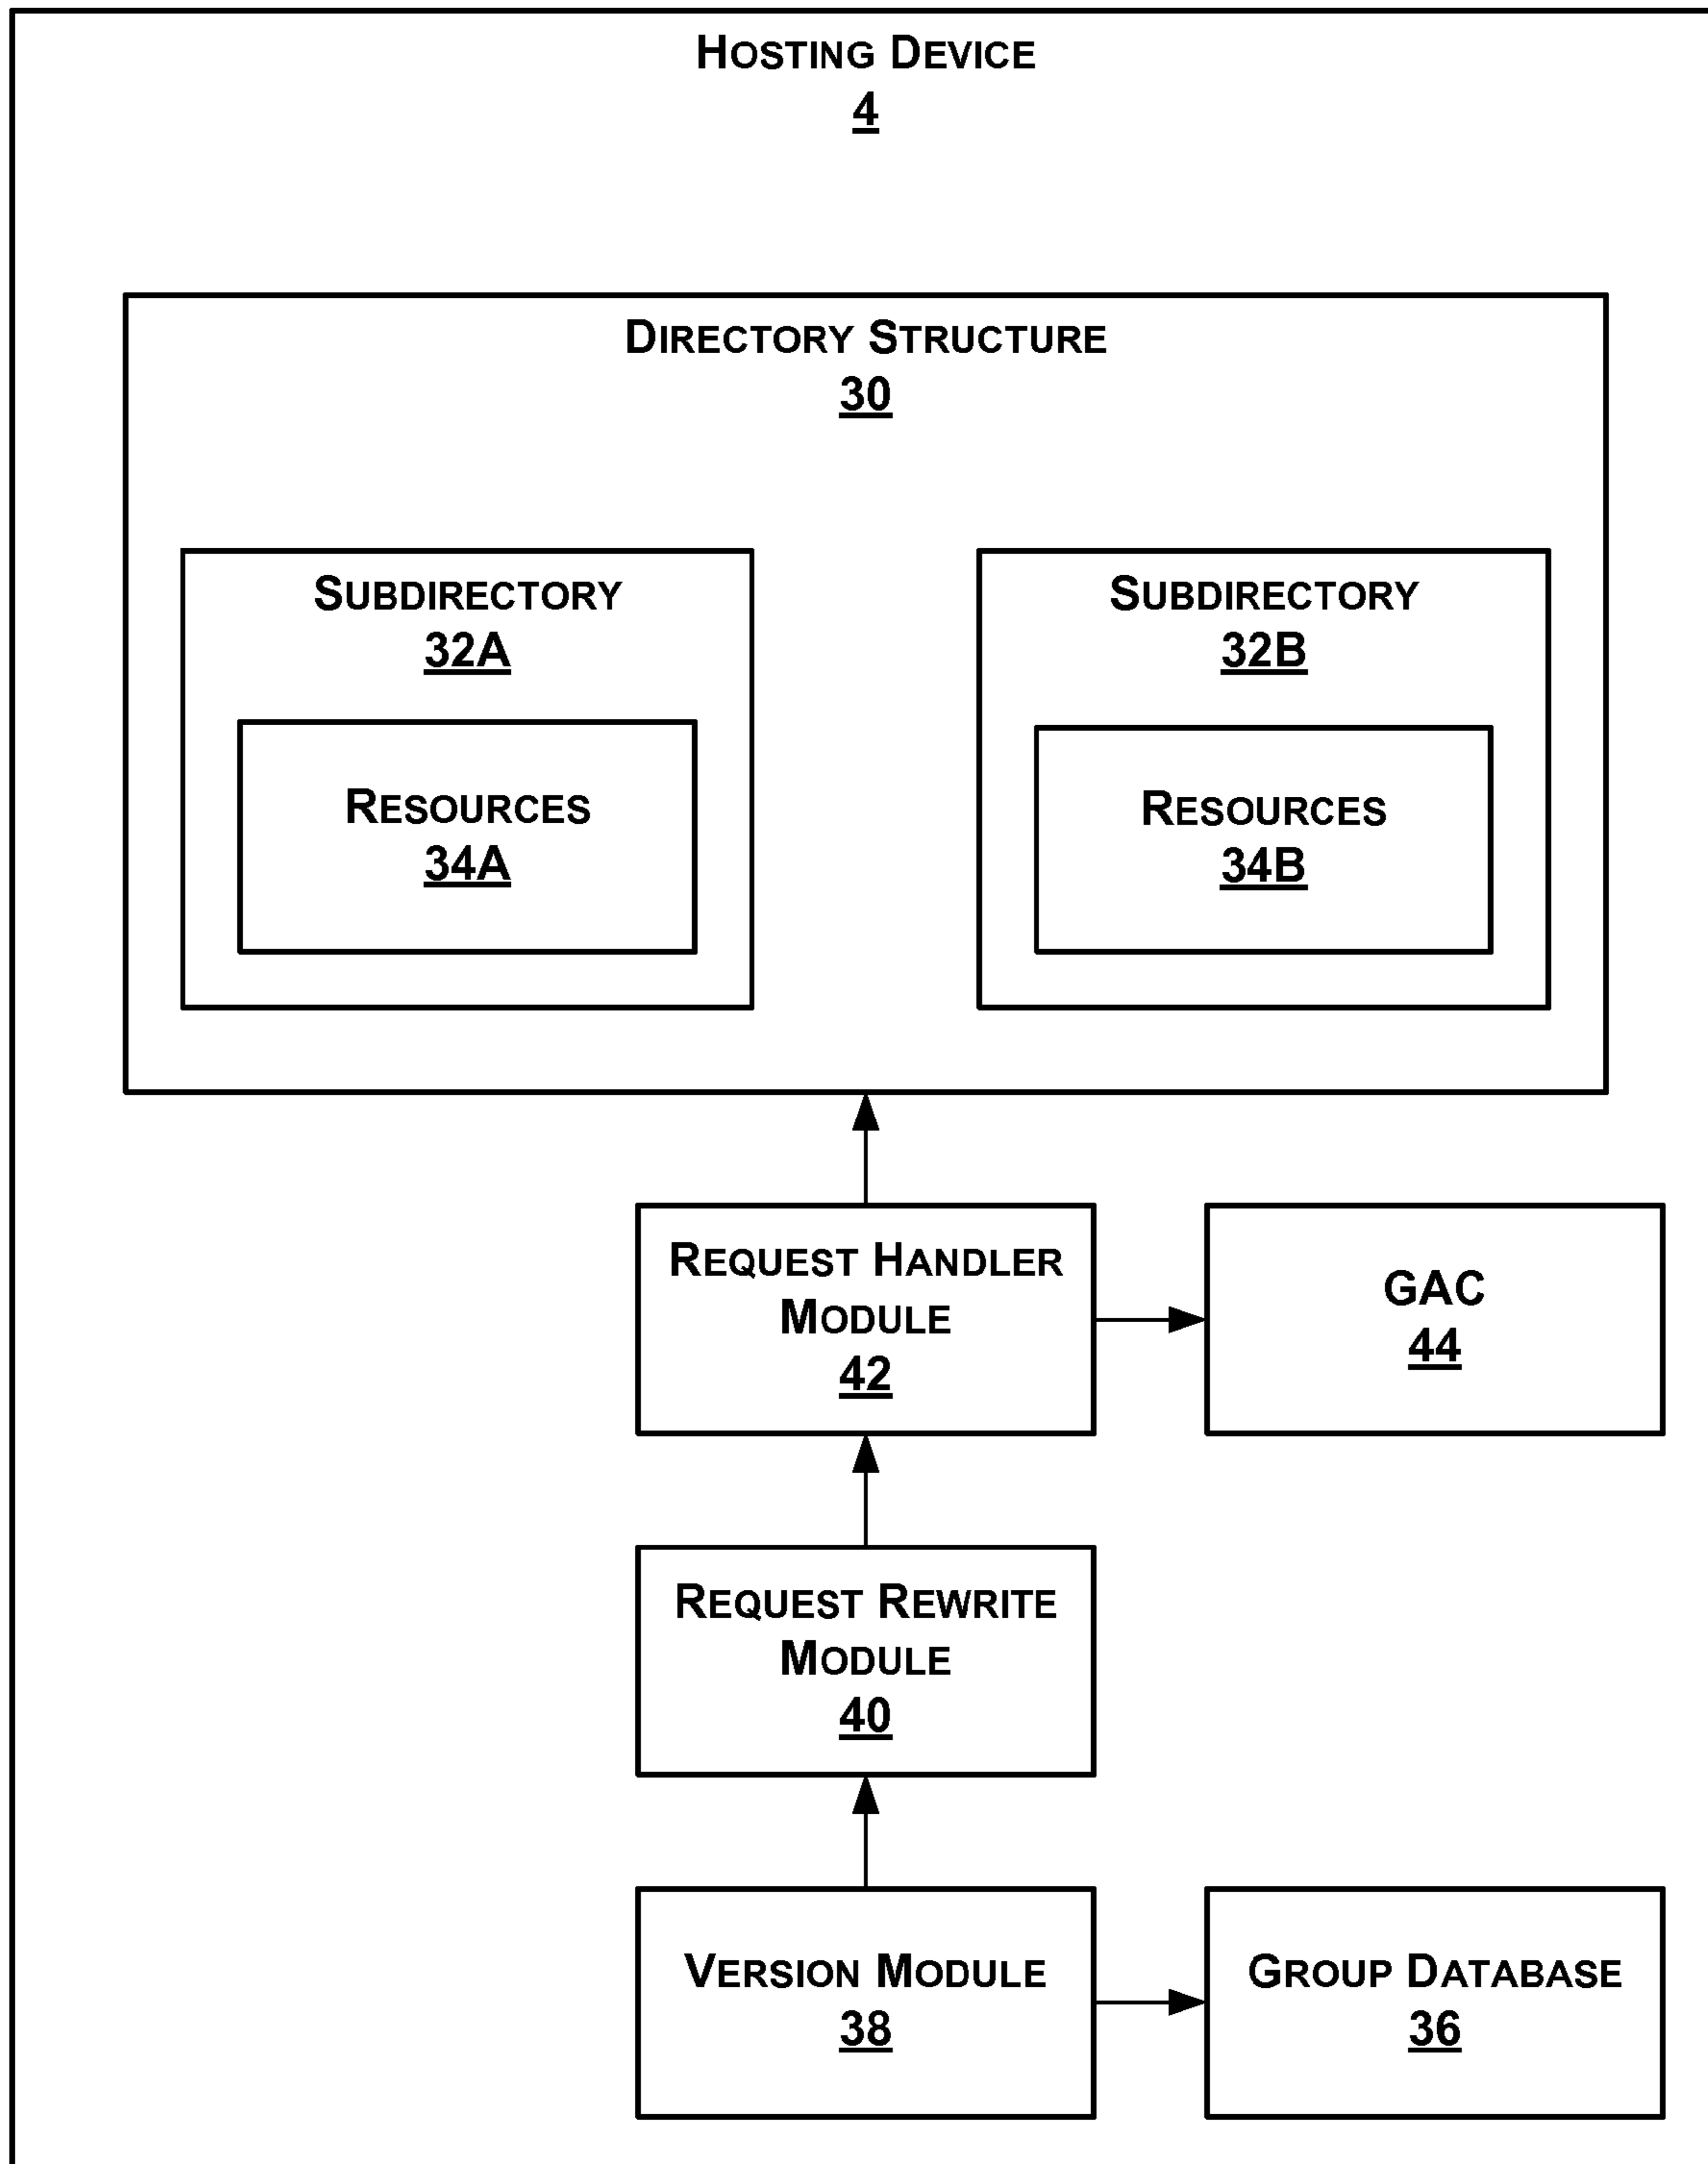 HOSTING DEVICE
4
DIRECTORY STRUCTURE
30
SUBDIRECTORY
32A
RESOURCES
34A
SUBDIRECTORY
32B
RESOURCES
34B
REQUEST HANDLER
MODULE
42
GAC
44
REQUEST REWRITE
MODULE
40
VERSION MODULE
38
GROUP DATABASE
36